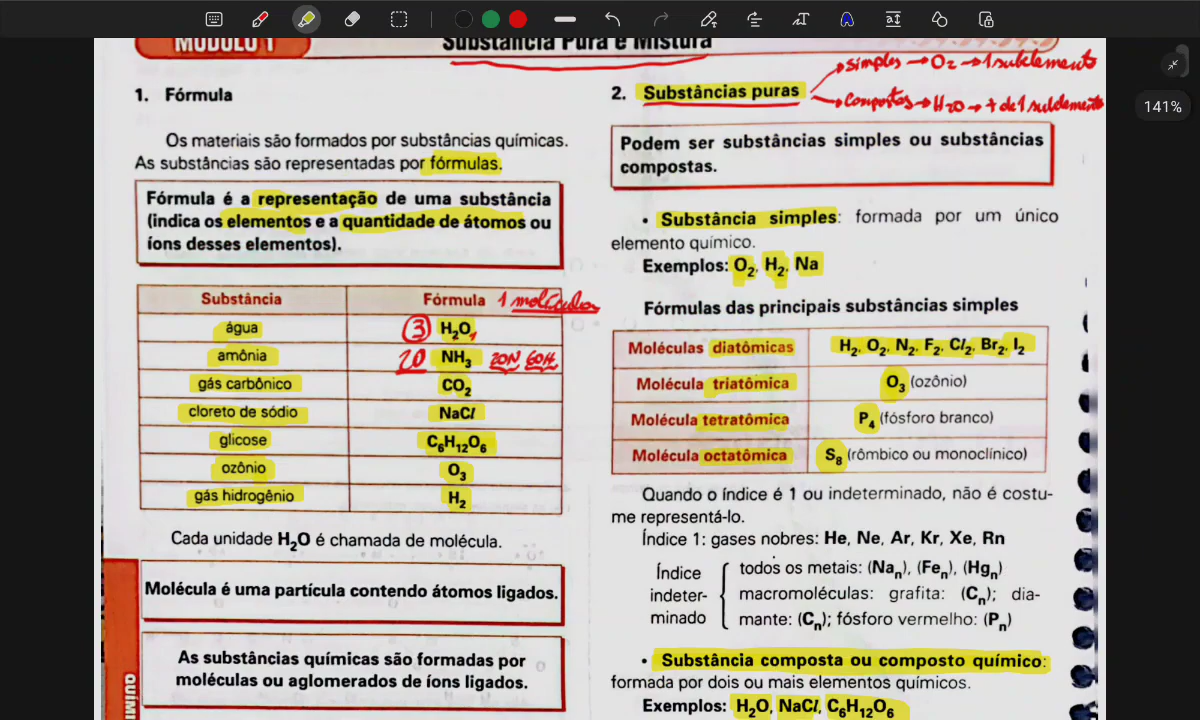 MÓDULO 1
Substância Pura e Mistura
1. Fórmula
Os materiais são formados por substâncias químicas.
As substâncias são representadas por fórmulas.
Fórmula é a representação de uma substância
(indica os elementos e a quantidade de átomos ou
íons desses elementos).
Substância Fórmula 1 molécula
água 3 H₂O
amônia 20 NH₃ 20N 60H
gás carbônico CO₂
cloreto de sódio NaCl
glicose C₆H₁₂O₆
ozônio O₃
gás hidrogênio H₂
Cada unidade H₂O é chamada de molécula.
Molécula é uma partícula contendo átomos ligados.
As substâncias químicas são formadas por
moléculas ou aglomerados de íons ligados.
QUÍMI
2. Substâncias puras
simples → O₂ → 1 só elemento
compostos → H₂O → + de 1 só elemento
Podem ser substâncias simples ou substâncias
compostas.
• Substância simples: formada por um único
elemento químico.
Exemplos: O₂, H₂, Na
Fórmulas das principais substâncias simples
Moléculas diatômicas H₂, O₂, N₂, F₂, Cl₂, Br₂, I₂
Molécula triatômica O₃ (ozônio)
Molécula tetratômica P₄ (fósforo branco)
Molécula octatômica S₈ (rômbico ou monoclínico)
Quando o índice é 1 ou indeterminado, não é costu-
me representá-lo.
Índice 1: gases nobres: He, Ne, Ar, Kr, Xe, Rn
Índice
indeter-
minado
todos os metais: (Naₙ), (Feₙ), (Hgₙ)
macromoléculas: grafita: (Cₙ); dia-
mante: (Cₙ); fósforo vermelho: (Pₙ)
• Substância composta ou composto químico:
formada por dois ou mais elementos químicos.
Exemplos: H₂O, NaCl, C₆H₁₂O₆
141%